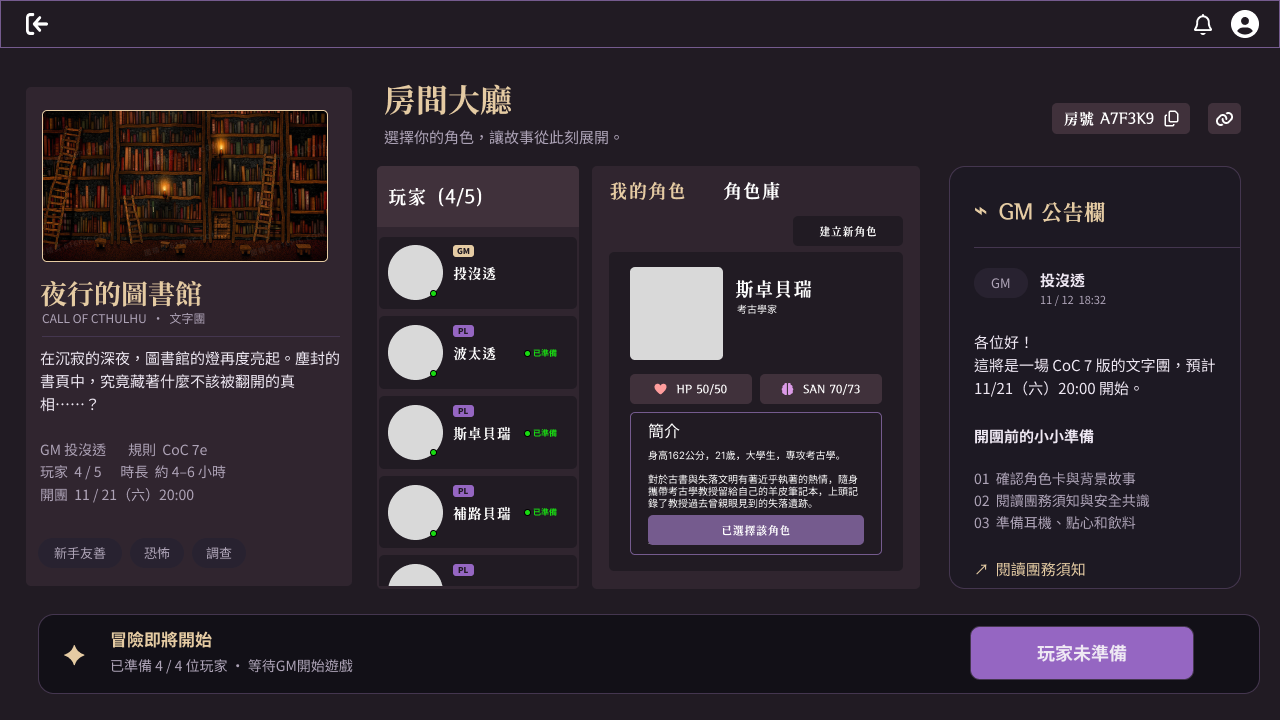 房間大廳
選擇你的角色，讓故事從此刻展開。
房號 A7F3K9
夜行的圖書館
CALL OF CTHULHU ・ 文字團
在沉寂的深夜，圖書館的燈再度亮起。塵封的
書頁中，究竟藏著什麼不該被翻開的真
相……？
GM 投沒透 規則 CoC 7e
玩家 4 / 5 時長 約 4–6 小時
開團 11 / 21（六）20:00
新手友善 恐怖 調查
玩家 (4/5)
GM
投沒透
PL
波太透 已準備
PL
斯卓貝瑞 已準備
PL
補路貝瑞 已準備
PL
我的角色 角色庫
建立新角色
斯卓貝瑞
考古學家
HP 50/50 SAN 70/73
簡介
身高162公分，21歲，大學生，專攻考古學。
對於古書與失落文明有著近乎執著的熱情，隨身
攜帶考古學教授留給自己的羊皮筆記本，上頭記
錄了教授過去曾親眼見到的失落遺跡。
已選擇該角色
GM 公告欄
GM 投沒透
11 / 12 18:32
各位好！
這將是一場 CoC 7 版的文字團，預計
11/21（六）20:00 開始。
開團前的小小準備
01 確認角色卡與背景故事
02 閱讀團務須知與安全共識
03 準備耳機、點心和飲料
↗ 閱讀團務須知
冒險即將開始
已準備 4 / 4 位玩家 ・ 等待GM開始遊戲
玩家未準備